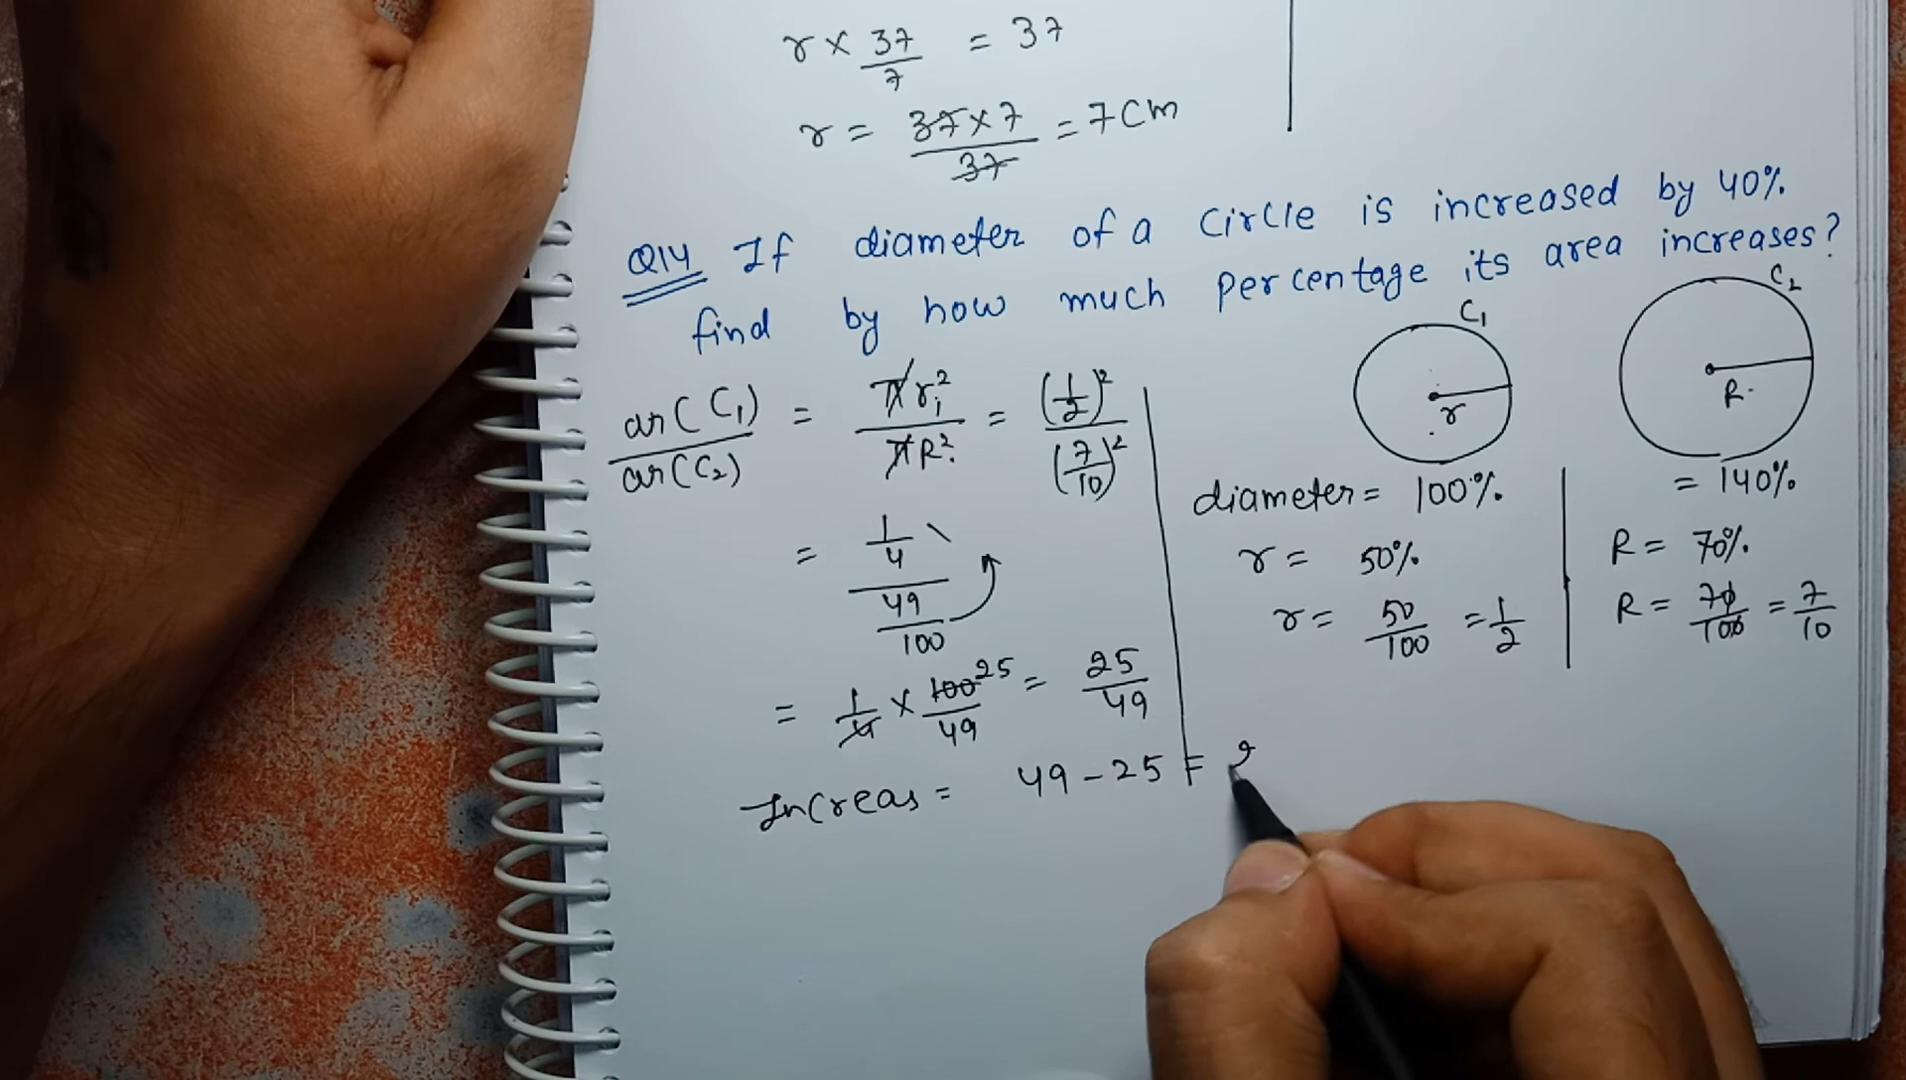 r × 37/7 = 37
r = 37×7/37 = 7Cm
Q14 If diameter of a Circle is increased by 40%
find by how much Percentage its area increases?
C₁
C₂
r
R
ar(C₁)/ar(C₂) = πr₁²/πR² = (1/2)²/(7/10)²
diameter = 100%
= 140%
= 1/4 / 49/100
r = 50%
R = 70%
r = 50/100 = 1/2
R = 70/100 = 7/10
= 1/4 × 100/49 25 = 25/49
Increas = 49 - 25 =